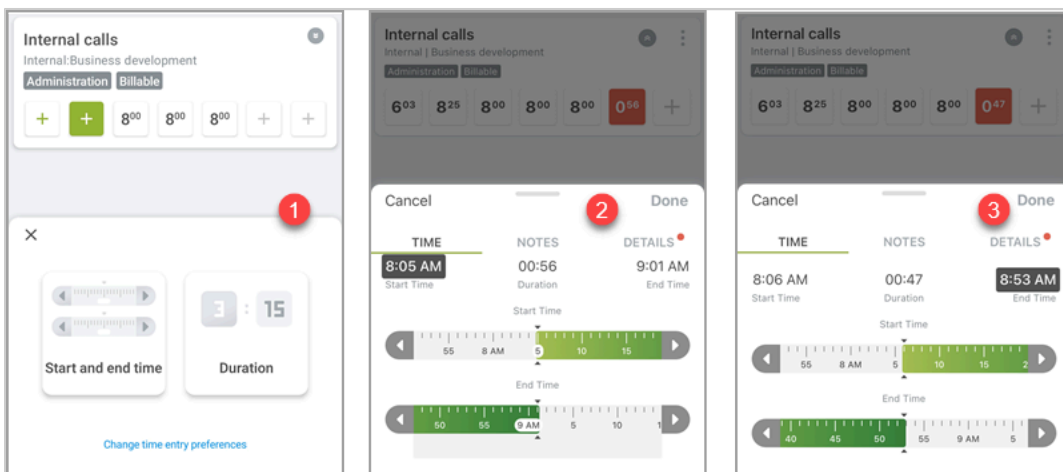 Internal calls
Internal:Business development
Administration Billable
+ + 8⁰⁰ 8⁰⁰ 8⁰⁰ + +
1
×
3 : 15
Start and end time Duration
Change time entry preferences
Internal calls
Internal | Business development
Administration Billable
6⁰³ 8²⁵ 8⁰⁰ 8⁰⁰ 8⁰⁰ 0⁵⁶ +
Cancel 2 Done
TIME NOTES DETAILS
8:05 AM 00:56 9:01 AM
Start Time Duration End Time
Start Time
55 8 AM 5 10 15
End Time
50 55 9 AM 5 10 1
Internal calls
Internal | Business development
Administration Billable
6⁰³ 8²⁵ 8⁰⁰ 8⁰⁰ 8⁰⁰ 0⁴⁷ +
Cancel 3 Done
TIME NOTES DETAILS
8:06 AM 00:47 8:53 AM
Start Time Duration End Time
Start Time
55 8 AM 5 10 15 2
End Time
40 45 50 55 9 AM 5